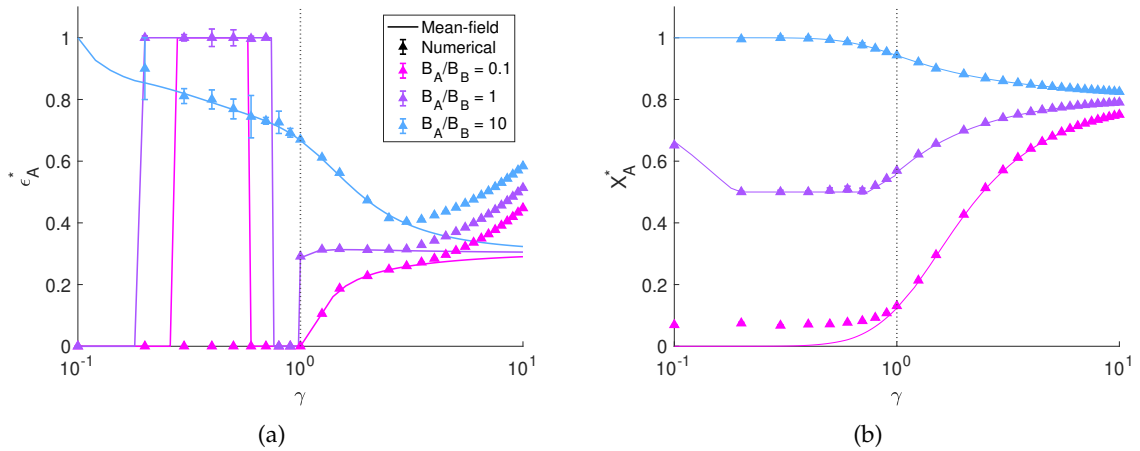 1
0.8
0.6
0.4
0.2
0
10^-1
10^0
10^1
γ
ε*_A
Mean-field
Numerical
B_A/B_B = 0.1
B_A/B_B = 1
B_A/B_B = 10
(a)
1
0.8
0.6
0.4
0.2
0
10^-1
10^0
10^1
γ
X*_A
(b)